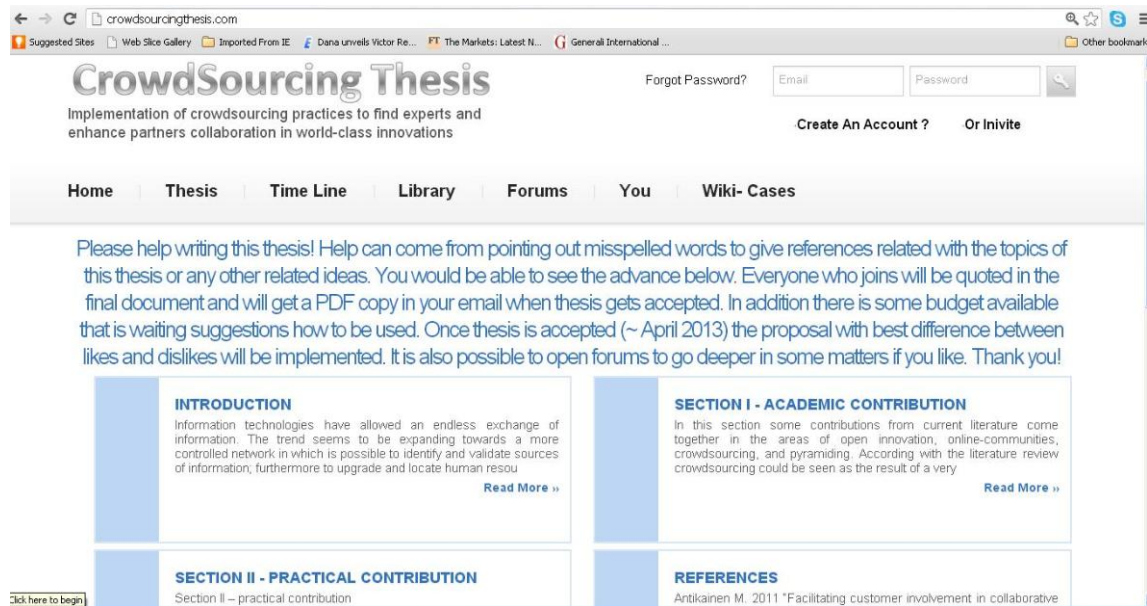 crowdsourcingthesis.com
Suggested Sites Web Slice Gallery Imported From IE Dana unveils Victor Re... FT The Markets: Latest N... G Generali International ... Other bookmark
CrowdSourcing Thesis
Implementation of crowdsourcing practices to find experts and
enhance partners collaboration in world-class innovations
Forgot Password? Email Password
Create An Account ? Or Inivite
Home Thesis Time Line Library Forums You Wiki- Cases
Please help writing this thesis! Help can come from pointing out misspelled words to give references related with the topics of
this thesis or any other related ideas. You would be able to see the advance below. Everyone who joins will be quoted in the
final document and will get a PDF copy in your email when thesis gets accepted. In addition there is some budget available
that is waiting suggestions how to be used. Once thesis is accepted (~ April 2013) the proposal with best difference between
likes and dislikes will be implemented. It is also possible to open forums to go deeper in some matters if you like. Thank you!
INTRODUCTION
Information technologies have allowed an endless exchange of
information. The trend seems to be expanding towards a more
controlled network in which is possible to identify and validate sources
of information; furthermore to upgrade and locate human resou
Read More »
SECTION I - ACADEMIC CONTRIBUTION
In this section some contributions from current literature come
together in the areas of open innovation, online-communities,
crowdsourcing, and pyramiding. According with the literature review
crowdsourcing could be seen as the result of a very
Read More »
SECTION II - PRACTICAL CONTRIBUTION
Section II – practical contribution
REFERENCES
Antikainen M. 2011 "Facilitating customer involvement in collaborative
Click here to begin